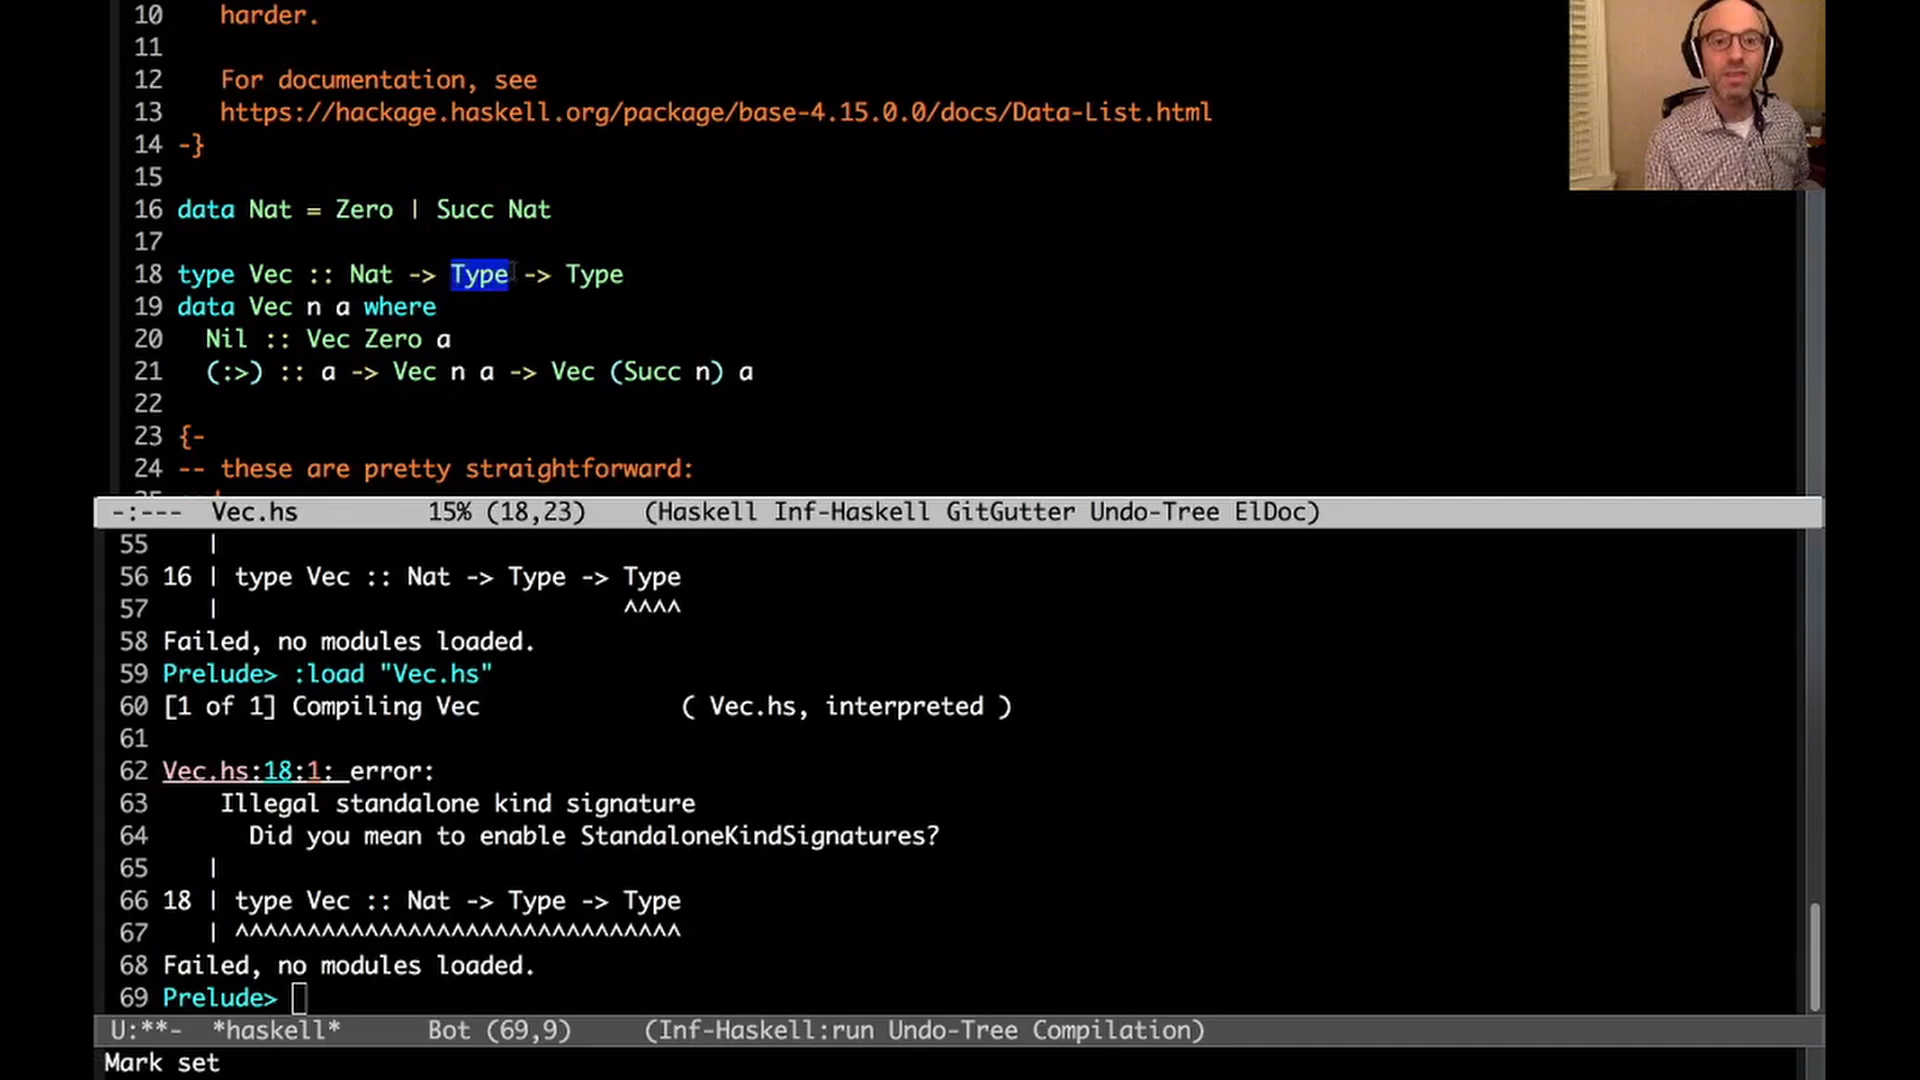 10 harder.
11
12 For documentation, see
13 https://hackage.haskell.org/package/base-4.15.0.0/docs/Data-List.html
14 -}
15
16 data Nat = Zero | Succ Nat
17
18 type Vec :: Nat -> Type -> Type
19 data Vec n a where
20 Nil :: Vec Zero a
21 (:>) :: a -> Vec n a -> Vec (Succ n) a
22
23 {-
24 -- these are pretty straightforward:
-:--- Vec.hs 15% (18,23) (Haskell Inf-Haskell GitGutter Undo-Tree ElDoc)
55 |
56 16 | type Vec :: Nat -> Type -> Type
57 | ^^^^
58 Failed, no modules loaded.
59 Prelude> :load "Vec.hs"
60 [1 of 1] Compiling Vec ( Vec.hs, interpreted )
61
62 Vec.hs:18:1: error:
63 Illegal standalone kind signature
64 Did you mean to enable StandaloneKindSignatures?
65 |
66 18 | type Vec :: Nat -> Type -> Type
67 | ^^^^^^^^^^^^^^^^^^^^^^^^^^^^^^^
68 Failed, no modules loaded.
69 Prelude>
U:**- *haskell* Bot (69,9) (Inf-Haskell:run Undo-Tree Compilation)
Mark set